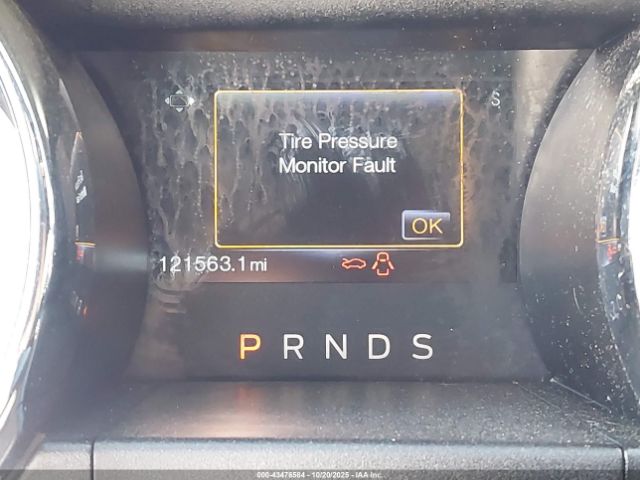 S
Tire Pressure
Monitor Fault
OK
121563.1 mi
P R N D S
000-43476584 - 10/20/2025 - IAA Inc.